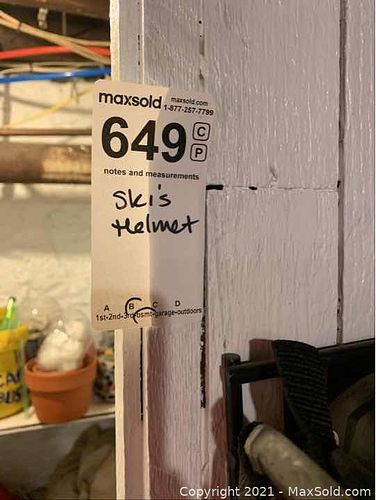 maxsold maxsold.com
1-877-257-7799
649 C
P
notes and measurements
Ski's
Helmet
A B C D
1st-2nd-3rd-bsmt-garage-outdoors
Copyright © 2021 - MaxSold.com